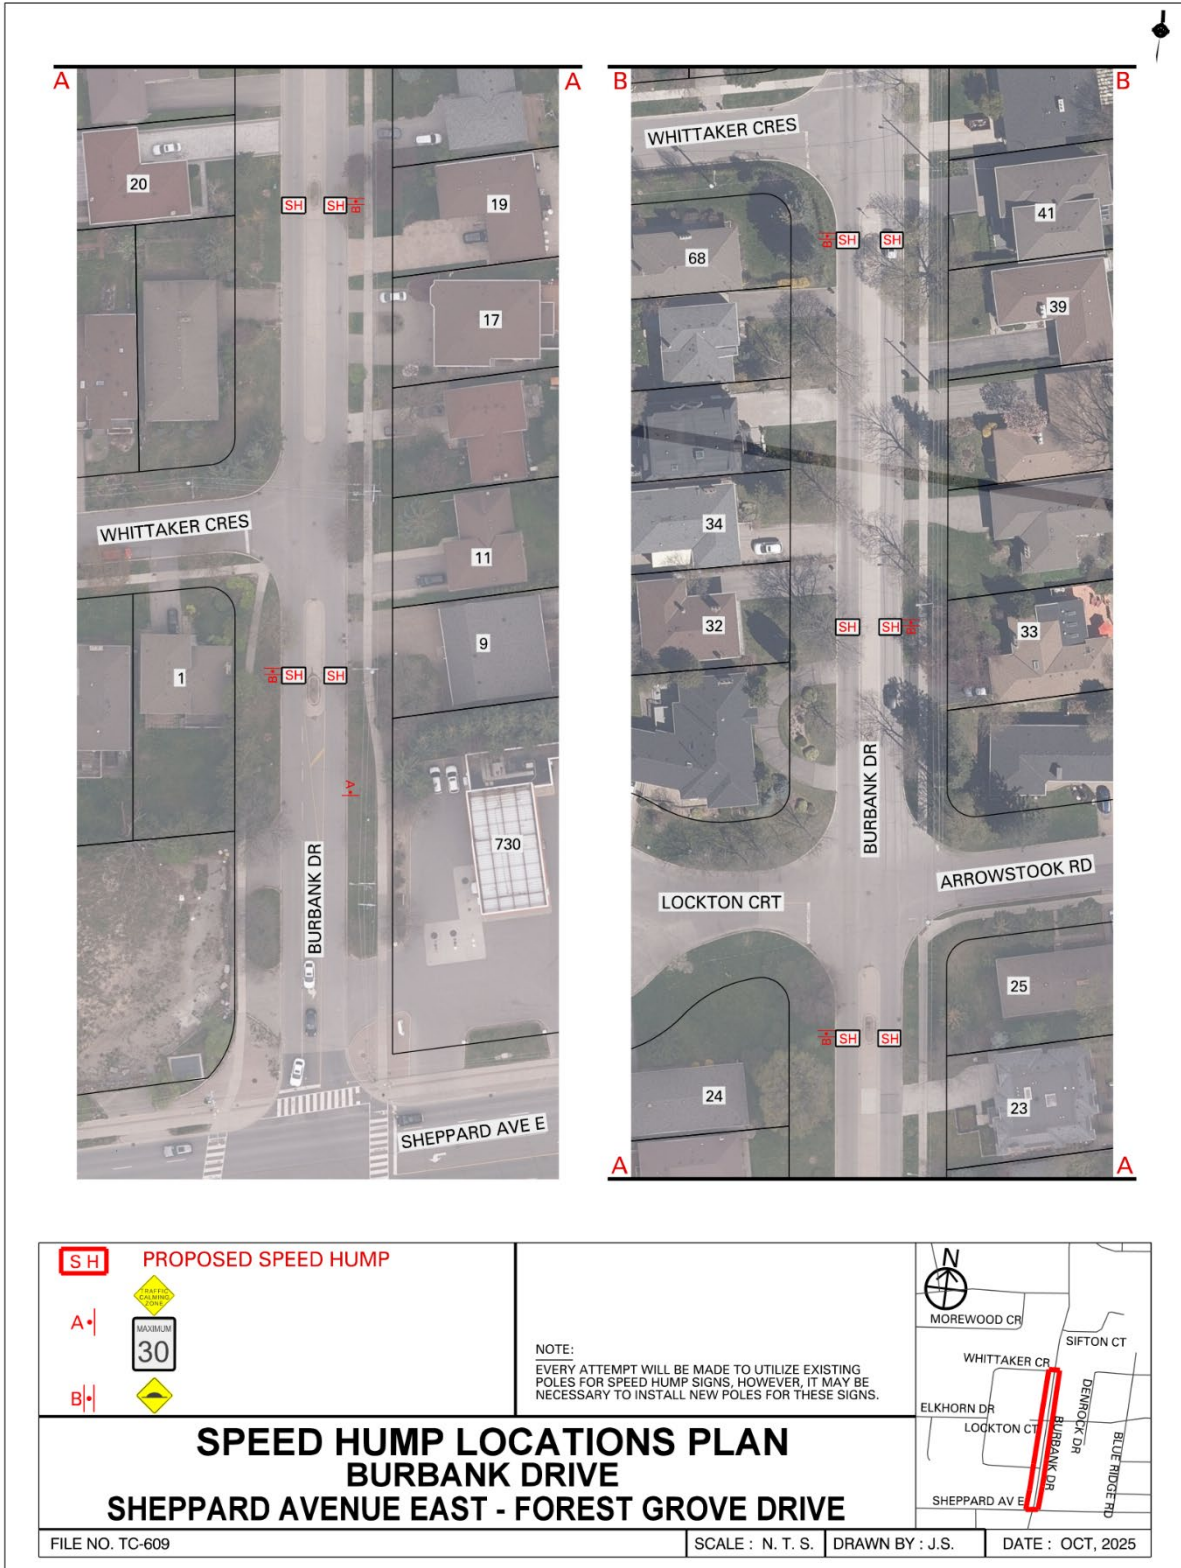 A A
20
SH SH B
19
17
WHITTAKER CRES
11
9
1
B SH SH
A
730
BURBANK DR
SHEPPARD AVE E
B B
WHITTAKER CRES
41
B SH SH
68
39
34
32
SH SH B
33
BURBANK DR
ARROWSTOOK RD
LOCKTON CRT
25
B SH SH
24
23
A A
SH PROPOSED SPEED HUMP
TRAFFIC
CALMING
ZONE
A
MAXIMUM
30
B
NOTE:
EVERY ATTEMPT WILL BE MADE TO UTILIZE EXISTING
POLES FOR SPEED HUMP SIGNS, HOWEVER, IT MAY BE
NECESSARY TO INSTALL NEW POLES FOR THESE SIGNS.
N
MOREWOOD CR
SIFTON CT
WHITTAKER CR
DENROCK DR
ELKHORN DR
LOCKTON CT
BURBANK DR
BLUE RIDGE RD
SHEPPARD AV E
SPEED HUMP LOCATIONS PLAN
BURBANK DRIVE
SHEPPARD AVENUE EAST - FOREST GROVE DRIVE
FILE NO. TC-609
SCALE : N. T. S.
DRAWN BY : J.S.
DATE : OCT, 2025